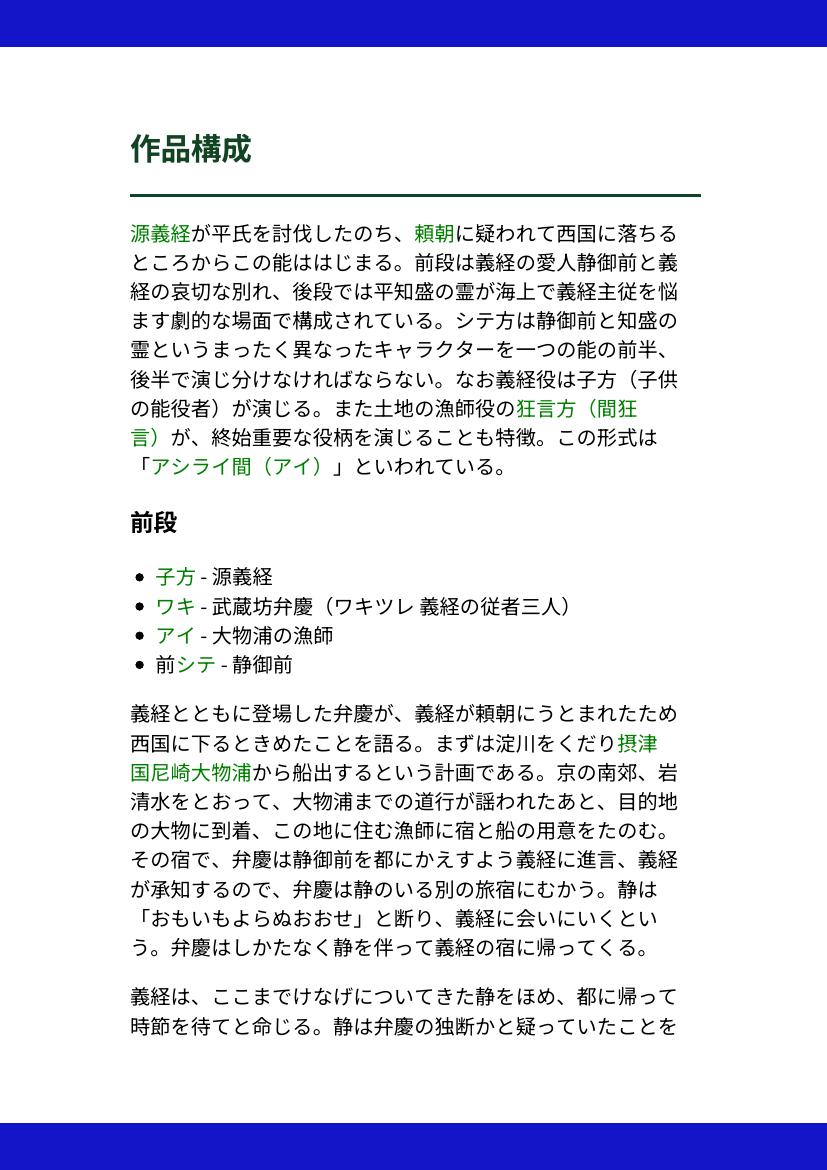 作品構成
源義経が平氏を討伐したのち、頼朝に疑われて西国に落ちる
ところからこの能ははじまる。前段は義経の愛人静御前と義
経の哀切な別れ、後段では平知盛の霊が海上で義経主従を悩
ます劇的な場面で構成されている。シテ方は静御前と知盛の
霊というまったく異なったキャラクターを一つの能の前半、
後半で演じ分けなければならない。なお義経役は子方（子供
の能役者）が演じる。また土地の漁師役の狂言方（間狂
言）が、終始重要な役柄を演じることも特徴。この形式は
「アシライ間（アイ）」といわれている。
前段
• 子方 - 源義経
• ワキ - 武蔵坊弁慶（ワキツレ 義経の従者三人）
• アイ - 大物浦の漁師
• 前シテ - 静御前
義経とともに登場した弁慶が、義経が頼朝にうとまれたため
西国に下るときめたことを語る。まずは淀川をくだり摂津
国尼崎大物浦から船出するという計画である。京の南郊、岩
清水をとおって、大物浦までの道行が謡われたあと、目的地
の大物に到着、この地に住む漁師に宿と船の用意をたのむ。
その宿で、弁慶は静御前を都にかえすよう義経に進言、義経
が承知するので、弁慶は静のいる別の旅宿にむかう。静は
「おもいもよらぬおおせ」と断り、義経に会いにいくとい
う。弁慶はしかたなく静を伴って義経の宿に帰ってくる。
義経は、ここまでけなげについてきた静をほめ、都に帰って
時節を待てと命じる。静は弁慶の独断かと疑っていたことを